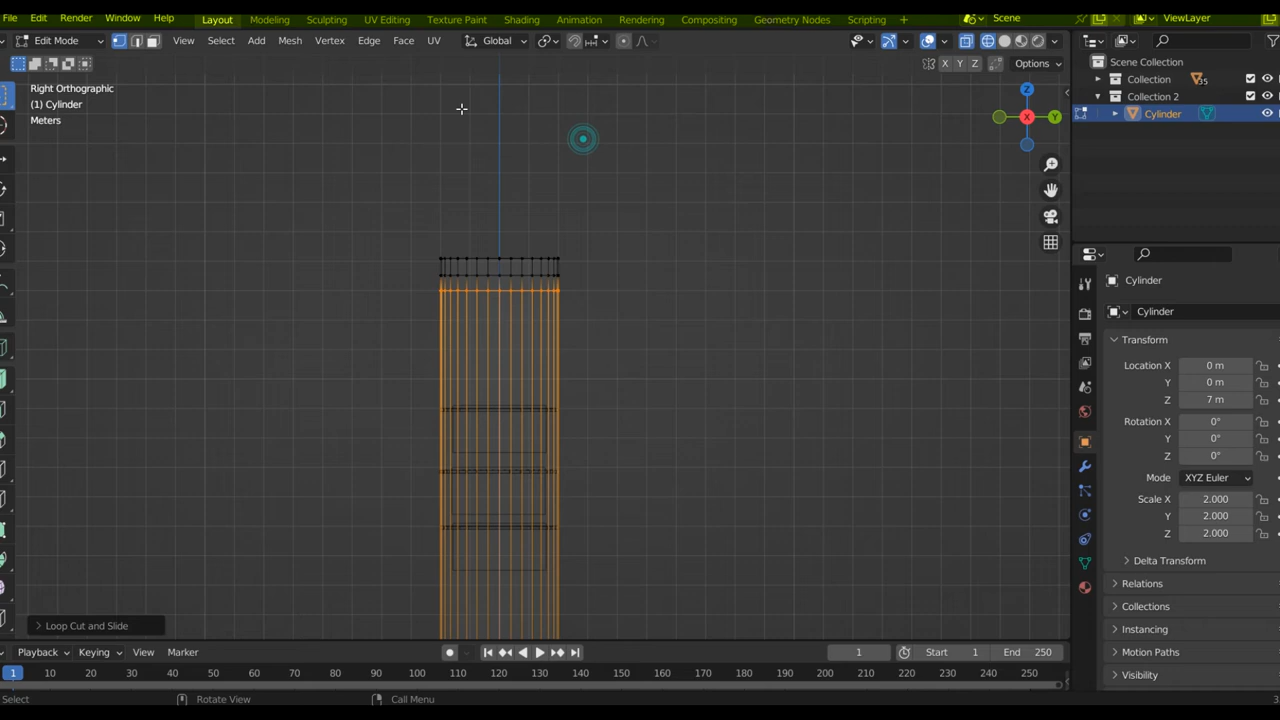 File Edit Render Window Help Layout Modeling Sculpting UV Editing Texture Paint Shading Animation Rendering Compositing Geometry Nodes Scripting + Scene ViewLayer
Edit Mode View Select Add Mesh Vertex Edge Face UV Global
X Y Z Options
Scene Collection
Collection 35
Collection 2
Cylinder
Right Orthographic
(1) Cylinder
Meters
Z
X
Y
Cylinder
Cylinder
Transform
Location X 0 m
Y 0 m
Z 7 m
Rotation X 0°
Y 0°
Z 0°
Mode XYZ Euler
Scale X 2.000
Y 2.000
Z 2.000
Delta Transform
Relations
Collections
Instancing
Motion Paths
Visibility
> Loop Cut and Slide
Playback Keying View Marker 1 Start 1 End 250
1 10 20 30 40 50 60 70 80 90 100 110 120 130 140 150 160 170 180 190 200 210 220 230 240 250
Select Rotate View Call Menu 3